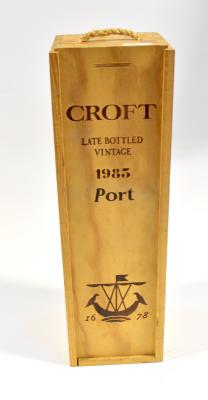 CROFT
LATE BOTTLED
VINTAGE
1985
Port
16 78